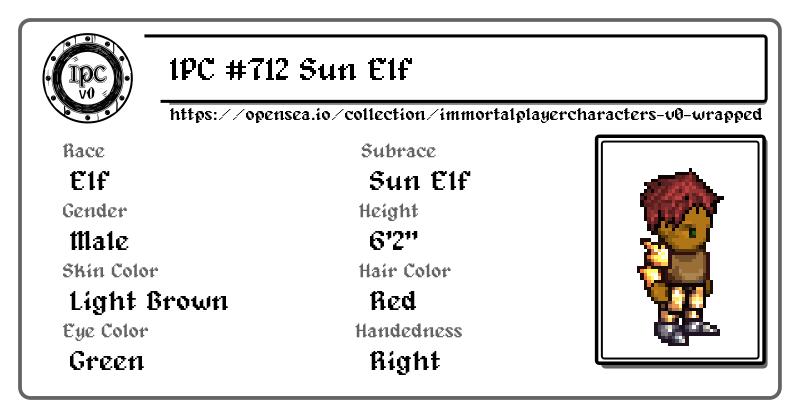 IPC
v0
IPC #712 Sun Elf
https://opensea.io/collection/immortalplayercharacters-v0-wrapped
Race
Elf
Subrace
Sun Elf
Gender
Male
Height
6'2"
Skin Color
Light Brown
Hair Color
Red
Eye Color
Green
Handedness
Right